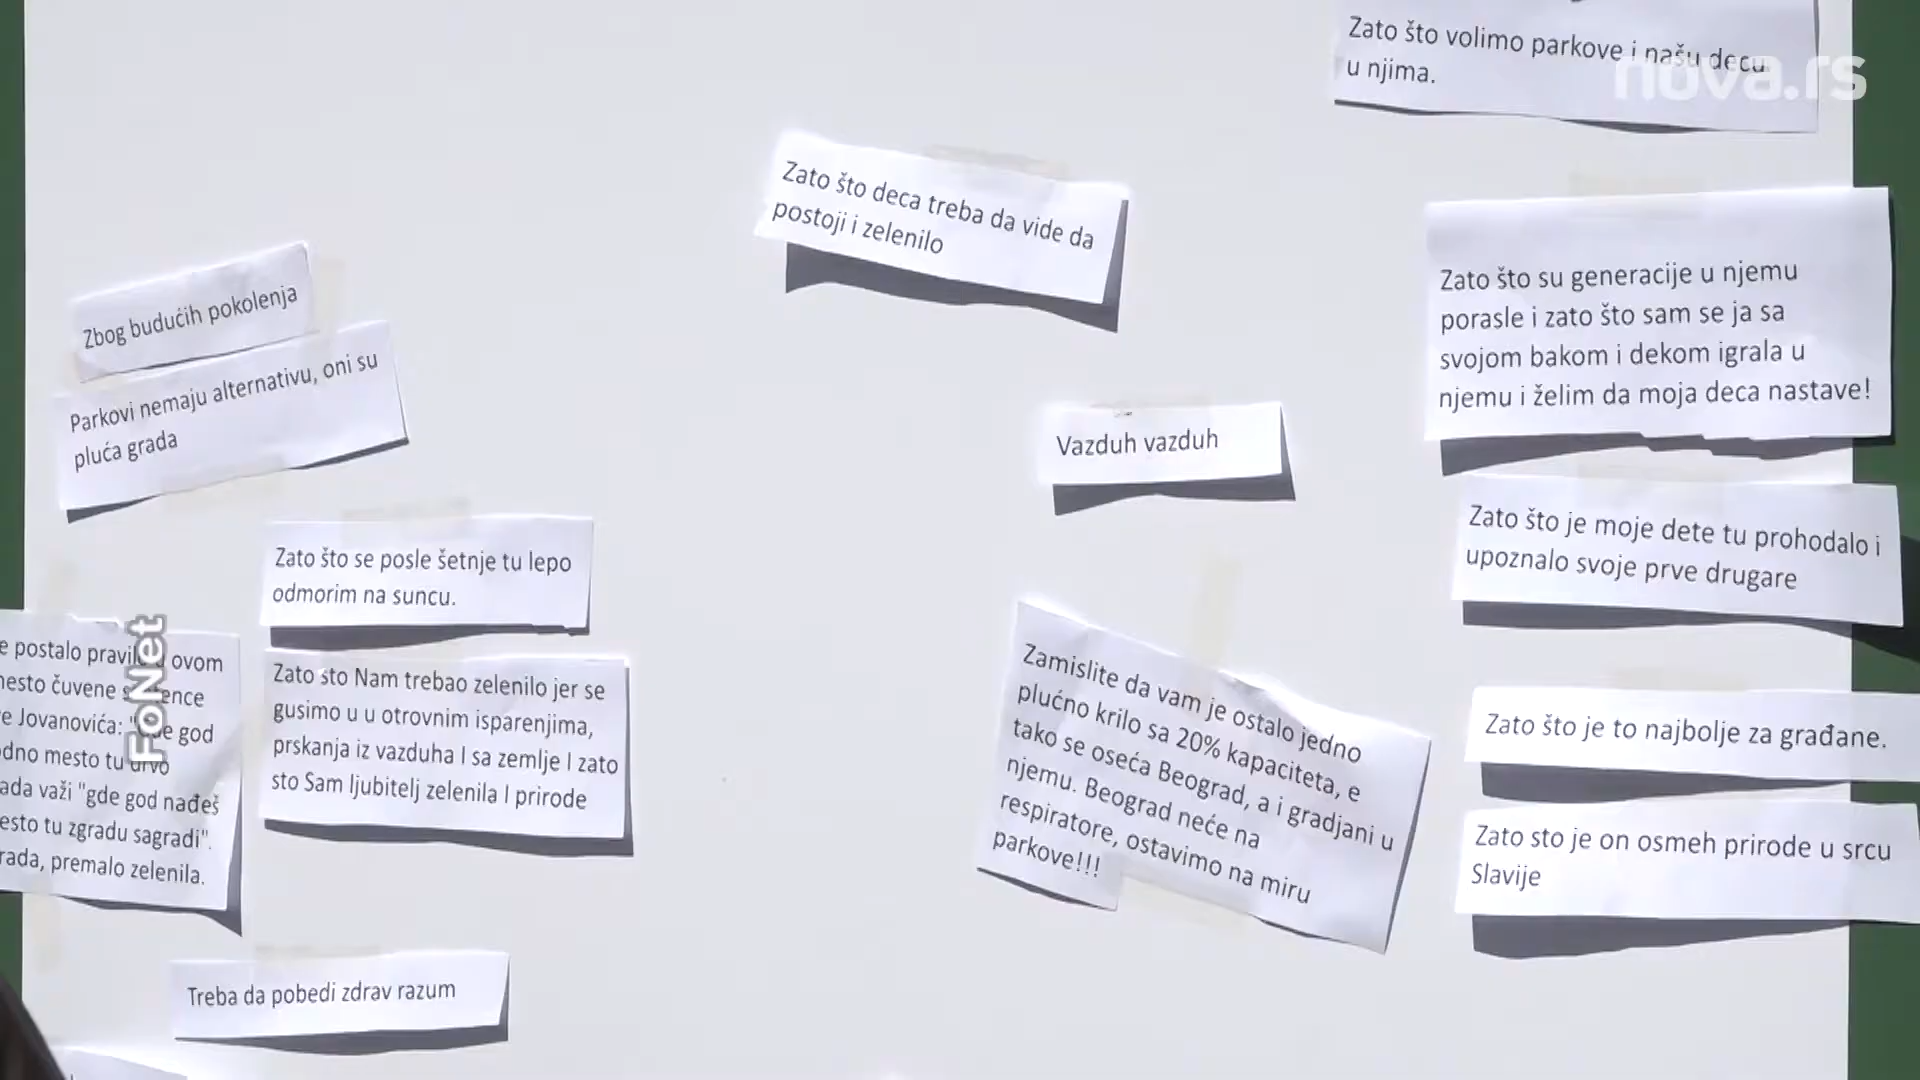 Zato što volimo parkove i našu decu
u njima.
nova.rs
Zato što deca treba da vide da
postoji i zelenilo
Zbog budućih pokolenja
Parkovi nemaju alternativu, oni su
pluća grada
Zato što su generacije u njemu
porasle i zato što sam se ja sa
svojom bakom i dekom igrala u
njemu i želim da moja deca nastave!
Vazduh vazduh
Zato što je moje dete tu prohodalo i
upoznalo svoje prve drugare
Zato što se posle šetnje tu lepo
odmorim na suncu.
e postalo ovom
esto čuvene
e Jovanovića: god
dno mesto tu drvo
ada važi "gde god nađeš
esto tu zgradu sagradi".
rada, premalo zelenila.
FoNet
Zato sto Nam trebao zelenilo jer se
gusimo u u otrovnim isparenjima,
prskanja iz vazduha I sa zemlje I zato
sto Sam ljubitelj zelenila I prirode
Zamislite da vam je ostalo jedno
plućno krilo sa 20% kapaciteta, e
tako se oseća Beograd, a i gradjani u
njemu. Beograd neće na
respiratore, ostavimo na miru
parkove!!!
Zato što je to najbolje za građane.
Zato sto je on osmeh prirode u srcu
Slavije
Treba da pobedi zdrav razum